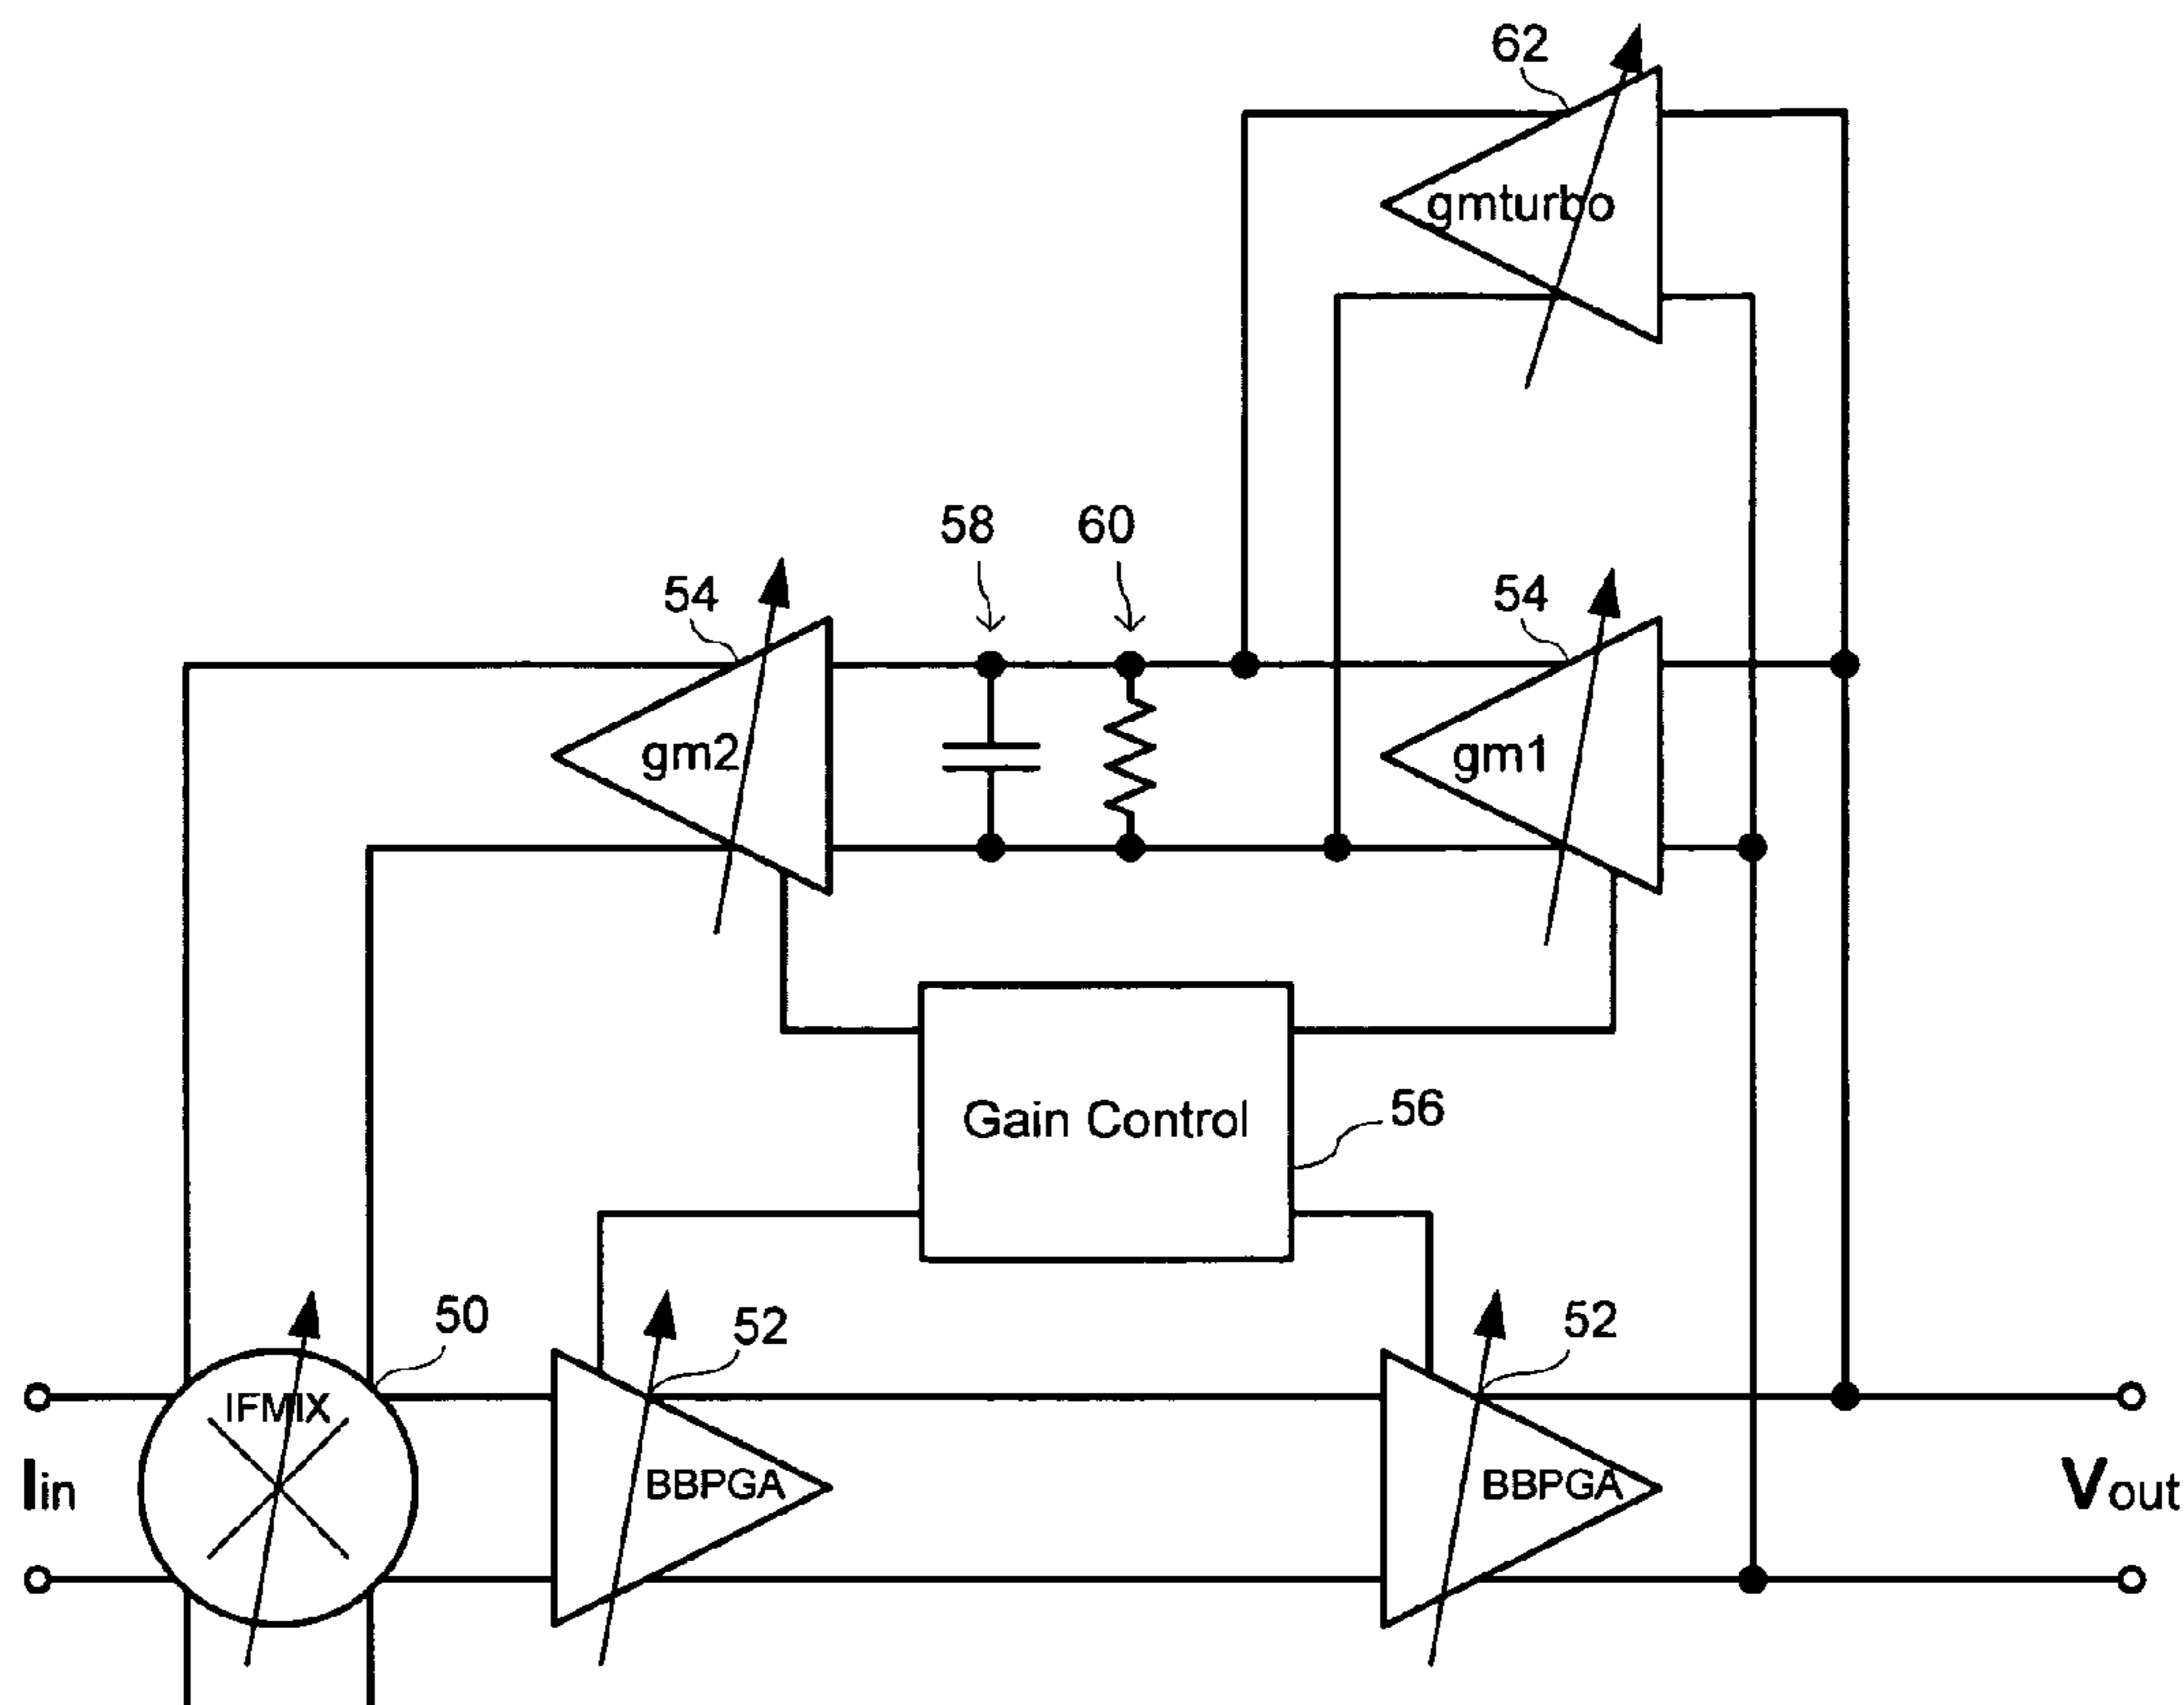 62
gmturbo
58
60
54
54
gm2
gm1
Gain Control
56
50
52
52
IFMIX
Iin
BBPGA
BBPGA
Vout